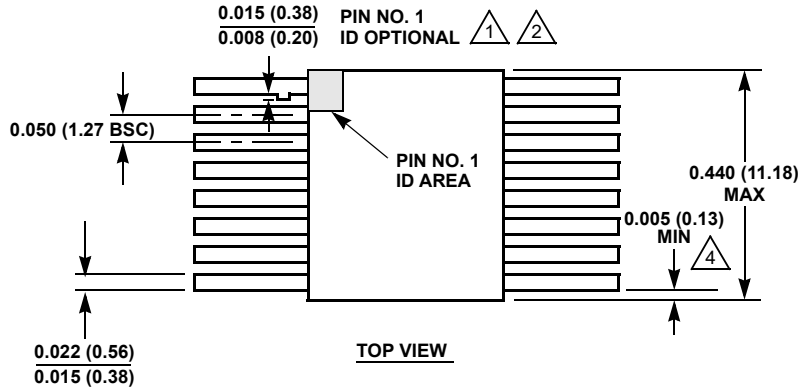 0.015 (0.38)
0.008 (0.20)
PIN NO. 1
ID OPTIONAL
1
2
0.050 (1.27 BSC)
PIN NO. 1
ID AREA
0.440 (11.18)
MAX
0.005 (0.13)
MIN
4
0.022 (0.56)
0.015 (0.38)
TOP VIEW